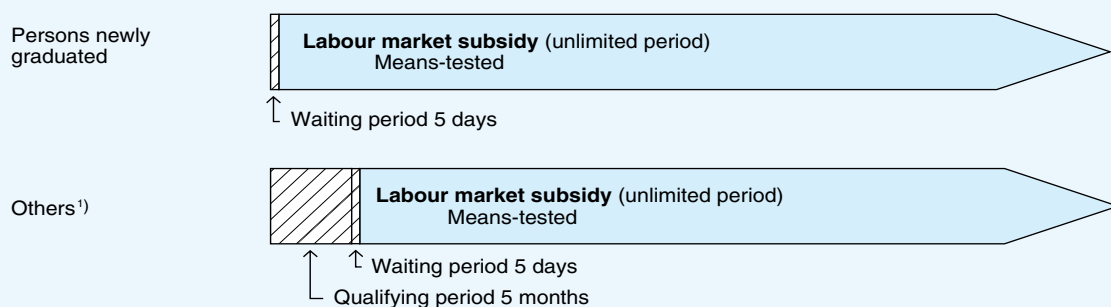 Persons newly
graduated
Labour market subsidy (unlimited period)
Means-tested
Waiting period 5 days
Others¹⁾
Labour market subsidy (unlimited period)
Means-tested
Waiting period 5 days
Qualifying period 5 months